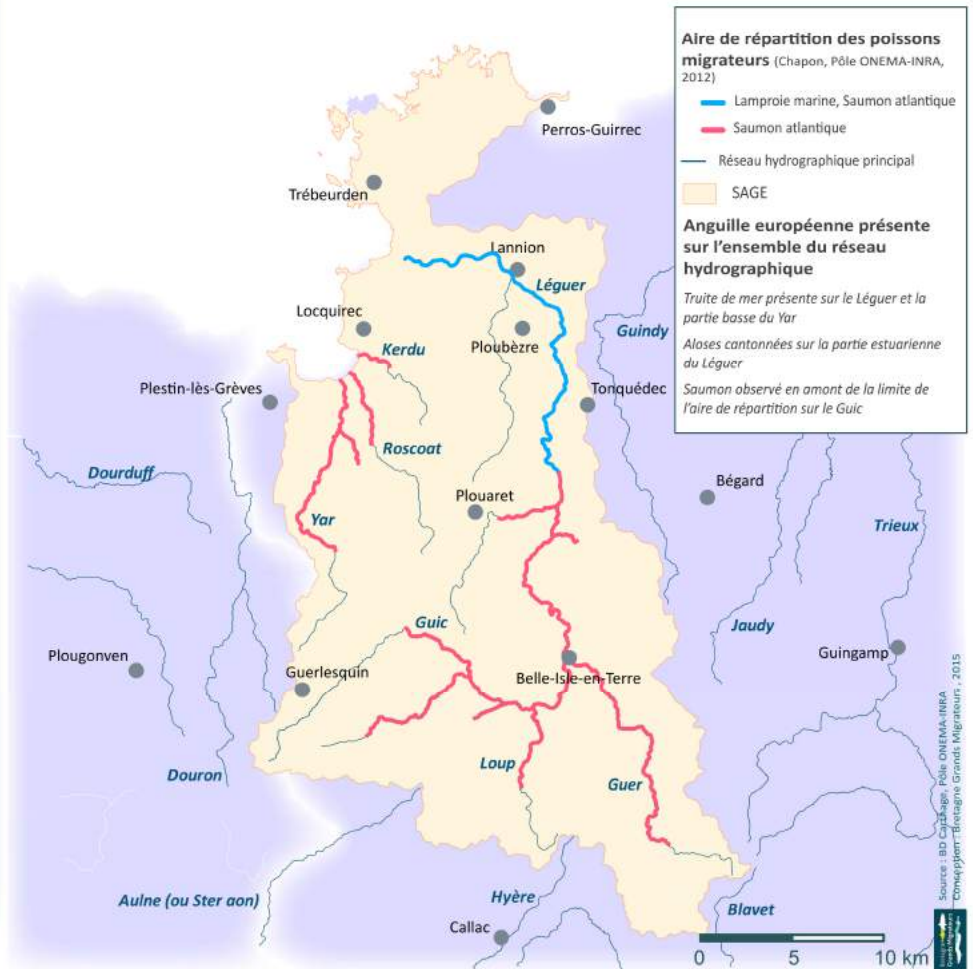 Aire de répartition des poissons
migrateurs (Chapon, Pôle ONEMA-INRA,
2012)
Lamproie marine, Saumon atlantique
Saumon atlantique
Réseau hydrographique principal
SAGE
Anguille européenne présente
sur l'ensemble du réseau
hydrographique
Truite de mer présente sur le Léguer et la
partie basse du Yar
Aloses cantonnées sur la partie estuarienne
du Léguer
Saumon observé en amont de la limite de
l'aire de répartition sur le Guic
Perros-Guirrec
Trébeurden
Lannion
Léguer
Locquirec
Guindy
Kerdu
Ploubèzre
Plestin-lès-Grèves
Tonquédec
Roscoat
Dourduff
Bégard
Plouaret
Yar
Trieux
Guic
Jaudy
Plougonven
Guingamp
Guerlesquin
Belle-Isle-en-Terre
Loup
Douron
Guer
Aulne (ou Ster aon)
Hyère
Blavet
Callac
0
5
10 km
Source : BD Carthage, Pôle ONEMA-INRA
Conception : Bretagne Grands Migrateurs, 2015
Bretagne
Grands Migrateurs